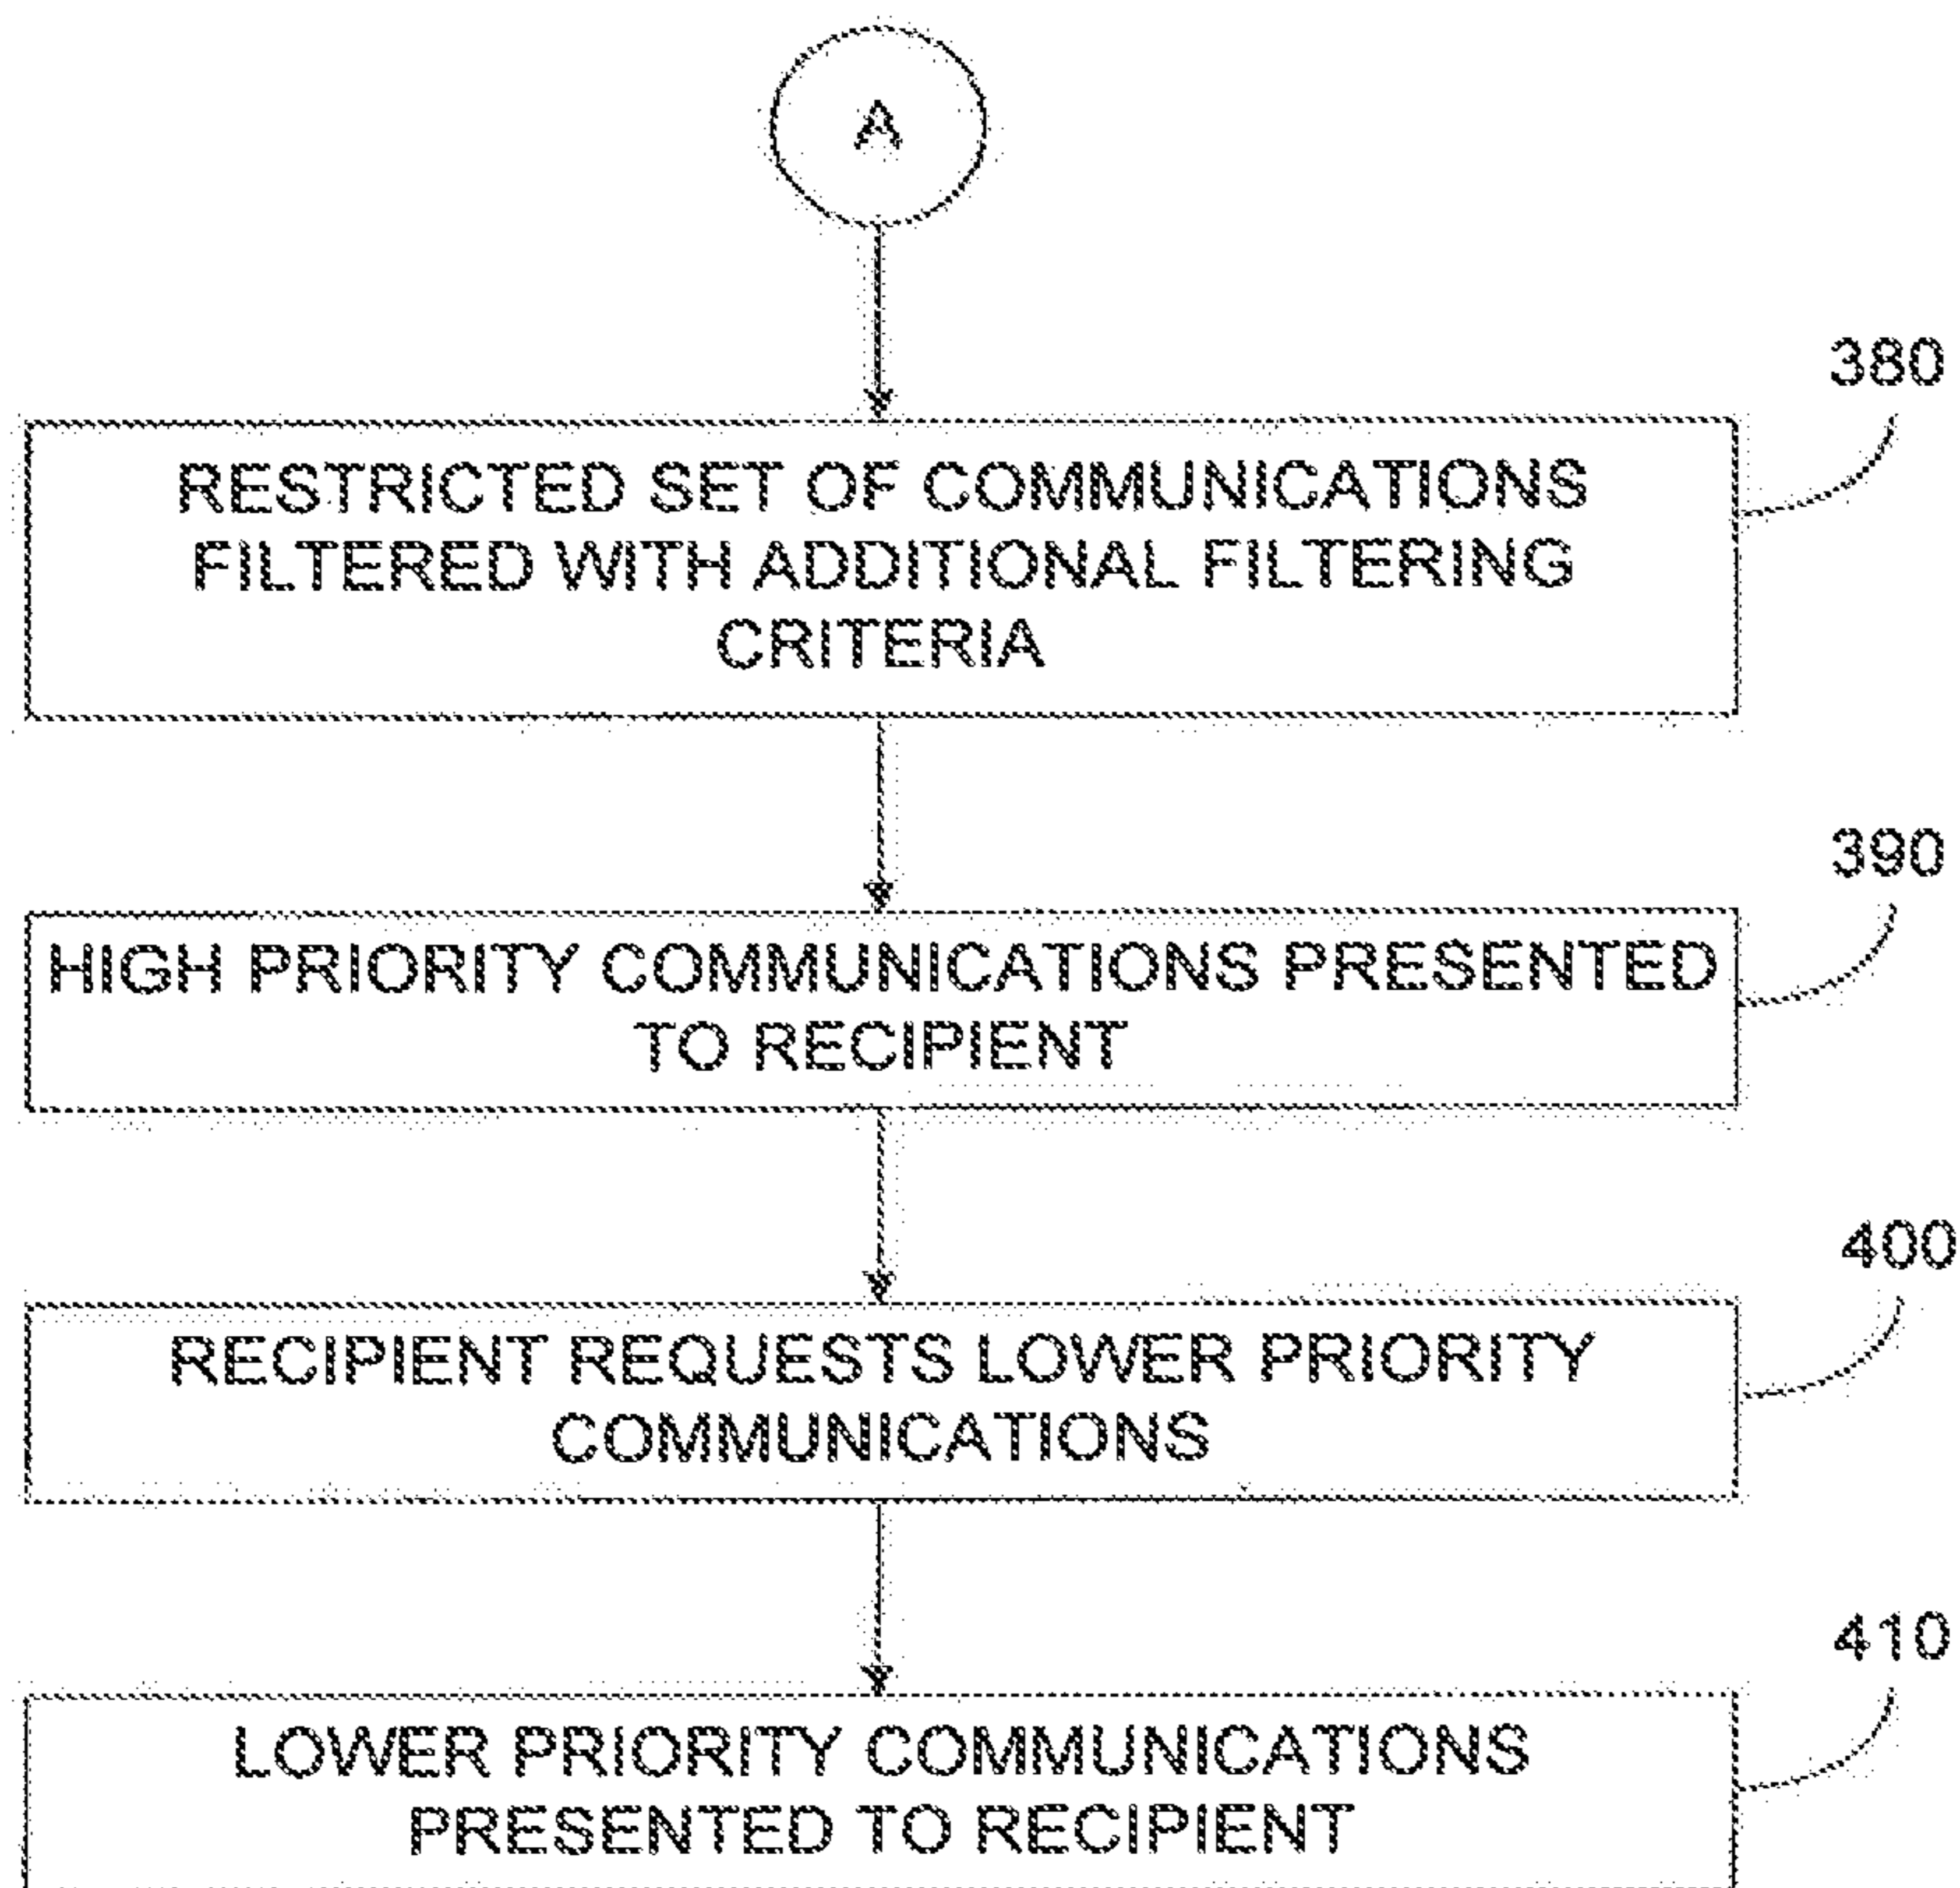 A
380
RESTRICTED SET OF COMMUNICATIONS
FILTERED WITH ADDITIONAL FILTERING
CRITERIA
390
HIGH PRIORITY COMMUNICATIONS PRESENTED
TO RECIPIENT
400
RECIPIENT REQUESTS LOWER PRIORITY
COMMUNICATIONS
410
LOWER PRIORITY COMMUNICATIONS
PRESENTED TO RECIPIENT